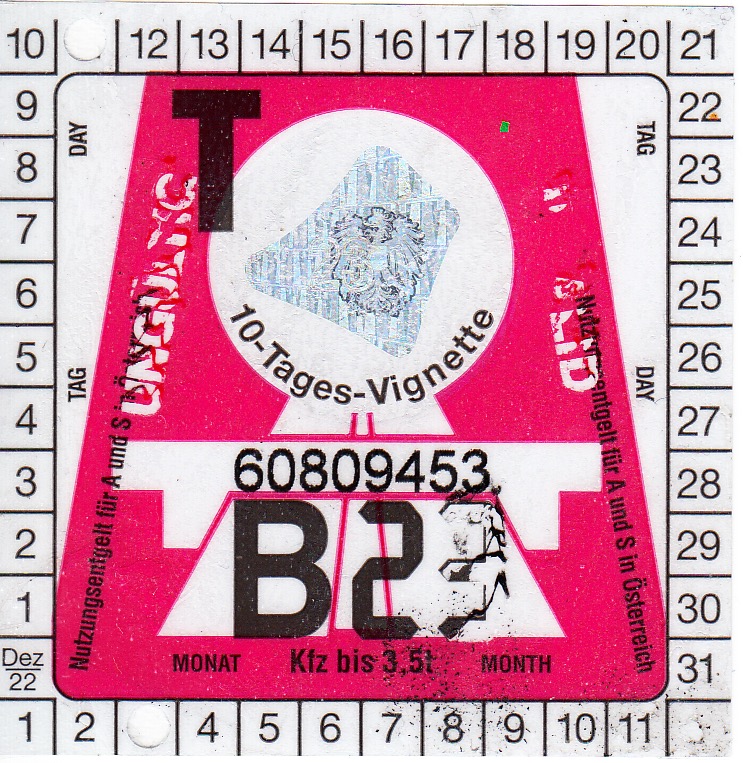 10 12 13 14 15 16 17 18 19 20 21
9 8 7 6 5 4 3 2 1
Dez
22
22 23 24 25 26 27 28 29 30 31
DAY
TAG
TAG
DAY
T
10-Tages-Vignette
60809453
B23
MONAT
Kfz bis 3,5t
MONTH
Nutzungsentgelt für A und S in Österreich
Nutzungsentgelt für A und S in Österreich
1 2 4 5 6 7 8 9 10 11